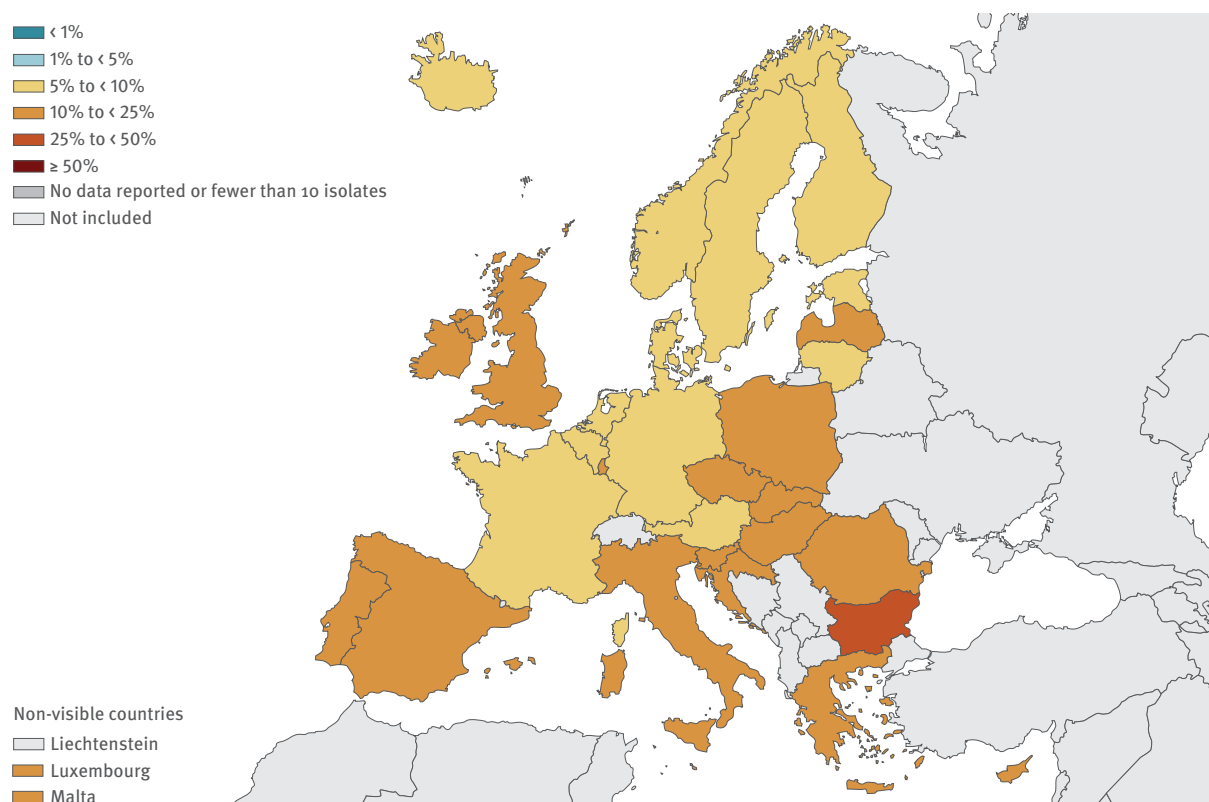 < 1%
1% to < 5%
5% to < 10%
10% to < 25%
25% to < 50%
≥ 50%
No data reported or fewer than 10 isolates
Not included
Non-visible countries
Liechtenstein
Luxembourg
Malta